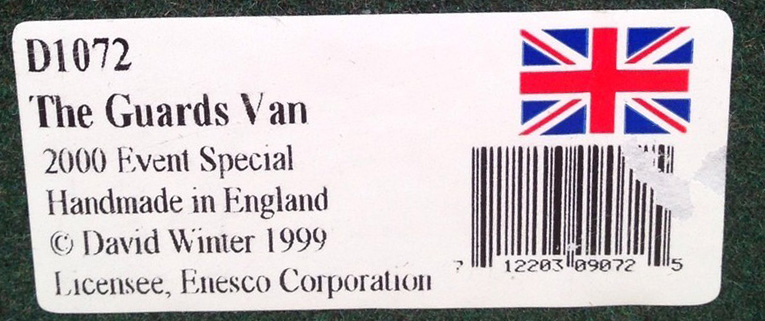 D1072
The Guards Van
2000 Event Special
Handmade in England
© David Winter 1999
Licensee, Enesco Corporation
7 12203 09072 5